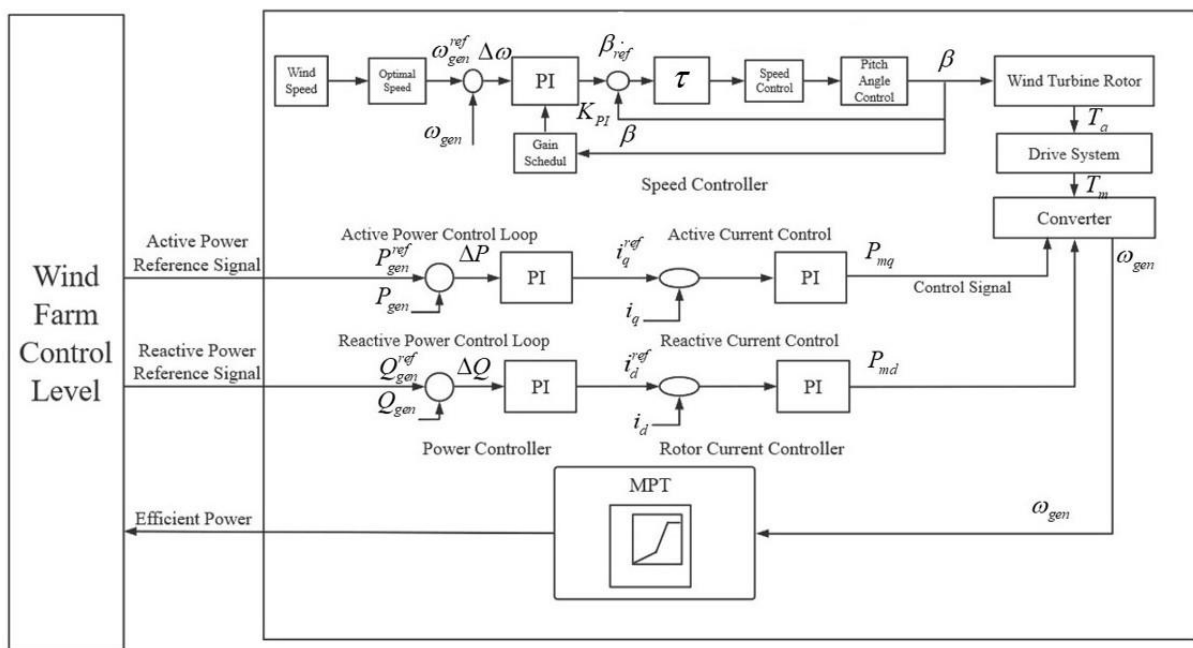 Wind
Farm
Control
Level
Active Power
Reference Signal
Reactive Power
Reference Signal
Efficient Power
Wind
Speed
Optimal
Speed
ω_gen^ref
Δω
ω_gen
PI
K_PI
Gain
Schedul
β_ref
β
τ
Speed
Control
Pitch
Angle
Control
β
Wind Turbine Rotor
T_a
Drive System
T_m
Converter
ω_gen
Speed Controller
Active Power Control Loop
P_gen^ref
ΔP
P_gen
PI
Active Current Control
i_q^ref
i_q
PI
P_mq
Control Signal
Reactive Power Control Loop
Q_gen^ref
ΔQ
Q_gen
PI
Reactive Current Control
i_d^ref
i_d
PI
P_md
Power Controller
Rotor Current Controller
MPT
ω_gen